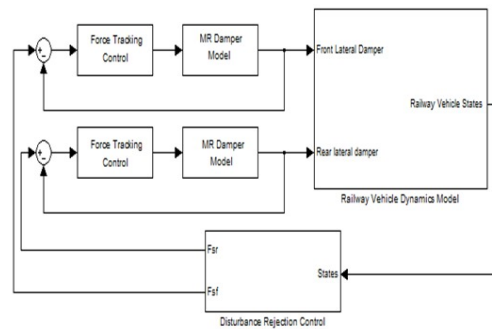 Force Tracking
Control
MR Damper
Model
Front Lateral Damper
Railway Vehicle States
Force Tracking
Control
MR Damper
Model
Rear lateral damper
Railway Vehicle Dynamics Model
Fsr
States
Fsf
Disturbance Rejection Control